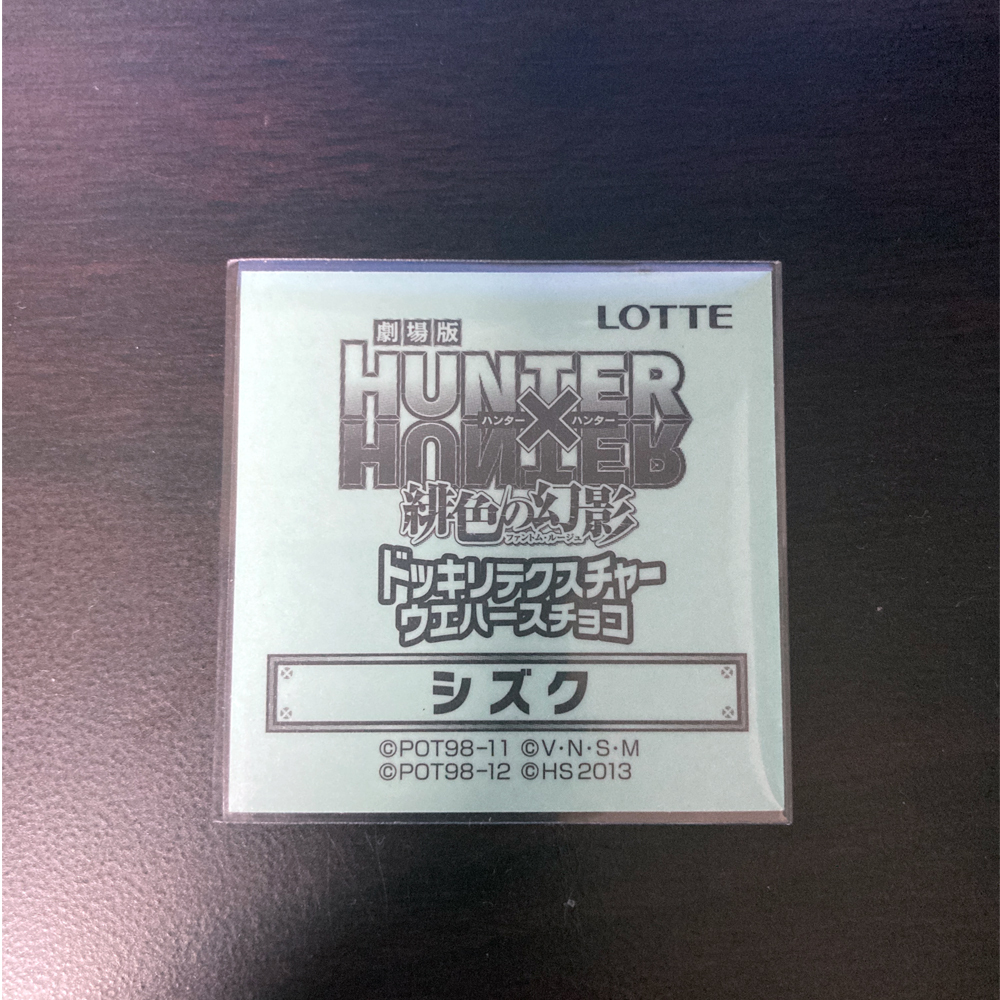 LOTTE
劇場版
HUNTER
ハンター×ハンター
HUNTER
緋色の幻影
ファントム・ルージュ
ドッキリテクスチャー
ウエハースチョコ
シズク
©POT98-11 ©V·N·S·M
©POT98-12 ©HS2013